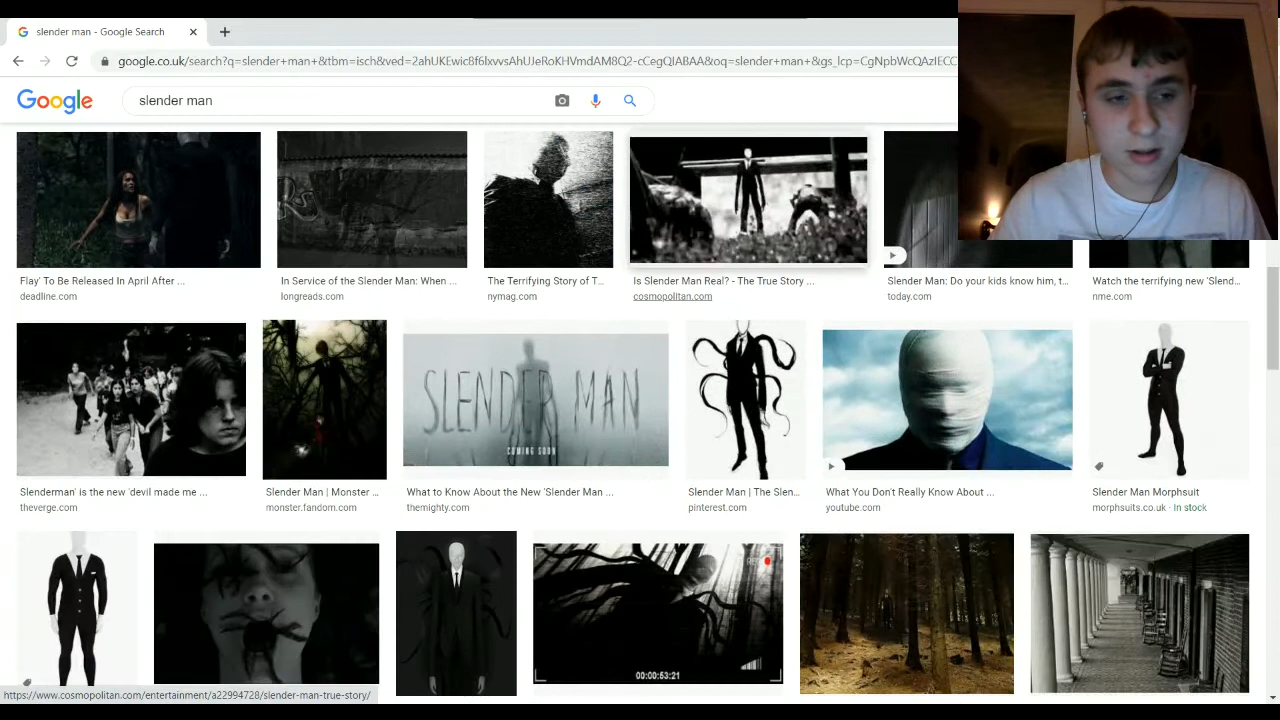 slender man - Google Search
google.co.uk/search?q=slender+man+&tbm=isch&ved=2ahUKEwic8f6lxvvsAhUJeRoKHVmdAM8Q2-cCegQIABAA&oq=slender+man+&gs_lcp=CgNpbWcQAzIECC
Google
slender man
Flay' To Be Released In April After ...
deadline.com
In Service of the Slender Man: When ...
longreads.com
The Terrifying Story of T...
nymag.com
Is Slender Man Real? - The True Story ...
cosmopolitan.com
Slender Man: Do your kids know him, t...
today.com
Watch the terrifying new 'Slend...
nme.com
SLENDER MAN
COMING SOON
Slenderman' is the new 'devil made me ...
theverge.com
Slender Man | Monster ...
monster.fandom.com
What to Know About the New 'Slender Man ...
themighty.com
Slender Man | The Slen...
pinterest.com
What You Don't Really Know About ...
youtube.com
Slender Man Morphsuit
morphsuits.co.uk · In stock
REC
00:00:53:21
https://www.cosmopolitan.com/entertainment/a22994728/slender-man-true-story/